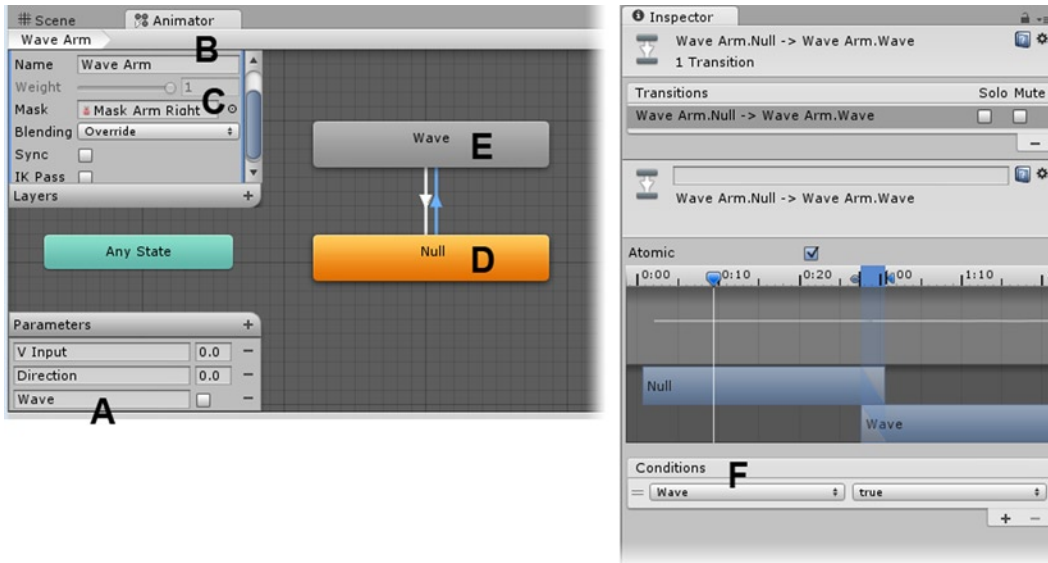 Scene
Animator
Wave Arm
B
Name Wave Arm
Weight 1
C
Mask Mask Arm Right
Blending Override
Sync
IK Pass
Layers +
Wave E
Any State
Null D
Parameters +
V Input 0.0 -
Direction 0.0 -
Wave -
A
Inspector
Wave Arm.Null -> Wave Arm.Wave
1 Transition
Transitions Solo Mute
Wave Arm.Null -> Wave Arm.Wave
-
Wave Arm.Null -> Wave Arm.Wave
Atomic
0:00 0:10 0:20 :00 1:10
Null
Wave
Conditions F
= Wave true
+ -